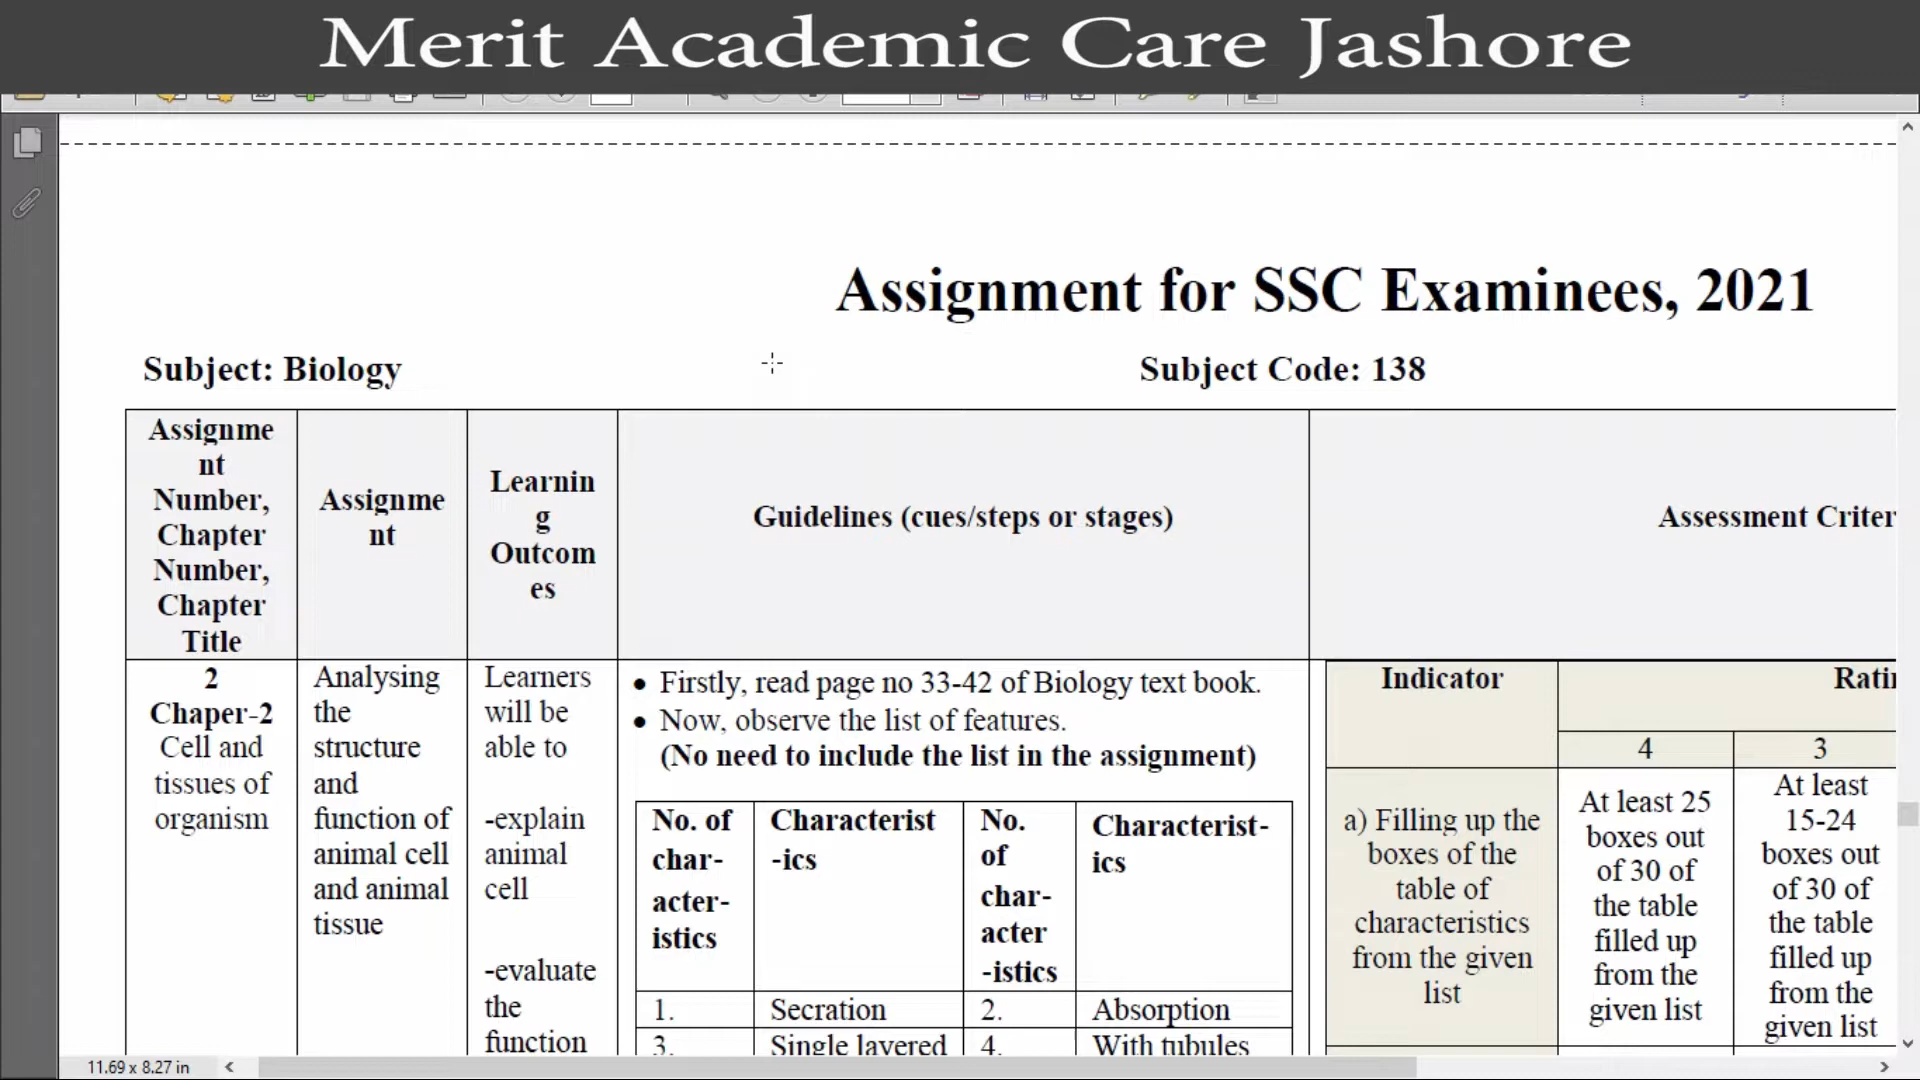 Merit Academic Care Jashore
Assignment for SSC Examinees, 2021
Subject: Biology
Subject Code: 138
Assignme
nt
Number,
Chapter
Number,
Chapter
Title
Assignme
nt
Learnin
g
Outcom
es
Guidelines (cues/steps or stages)
Assessment Criter
2
Chaper-2
Cell and
tissues of
organism
Analysing
the
structure
and
function of
animal cell
and animal
tissue
Learners
will be
able to
-explain
animal
cell
-evaluate
the
function
• Firstly, read page no 33-42 of Biology text book.
• Now, observe the list of features.
(No need to include the list in the assignment)
No. of
char-
acter-
istics
Characterist
-ics
No.
of
char-
acter
-istics
Characterist-
ics
1.
Secration
2.
Absorption
3.
Single layered
4.
With tubules
Indicator
Ratin
4
3
a) Filling up the
boxes of the
table of
characteristics
from the given
list
At least 25
boxes out
of 30 of
the table
filled up
from the
given list
At least
15-24
boxes out
of 30 of
the table
filled up
from the
given list
11.69 x 8.27 in